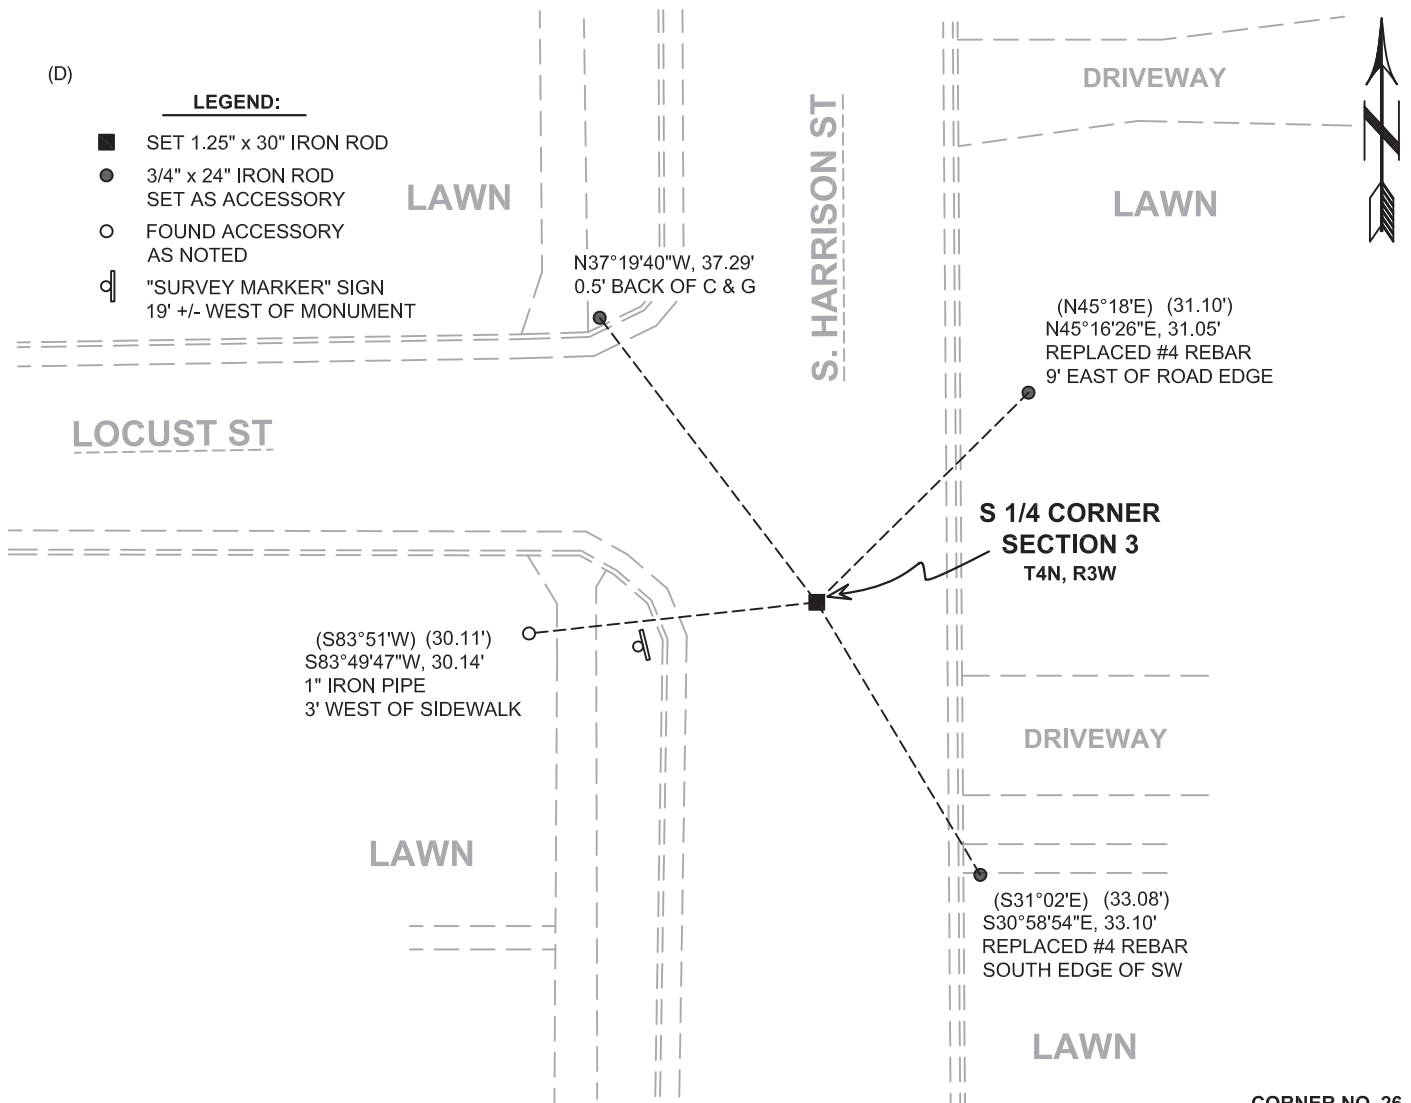 (D)
LEGEND:
SET 1.25" x 30" IRON ROD
3/4" x 24" IRON ROD
SET AS ACCESSORY
FOUND ACCESSORY
AS NOTED
"SURVEY MARKER" SIGN
19' +/- WEST OF MONUMENT
LAWN
DRIVEWAY
S. HARRISON ST
LAWN
N
N37°19'40"W, 37.29'
0.5' BACK OF C & G
(N45°18'E) (31.10')
N45°16'26"E, 31.05'
REPLACED #4 REBAR
9' EAST OF ROAD EDGE
LOCUST ST
S 1/4 CORNER
SECTION 3
T4N, R3W
(S83°51'W) (30.11')
S83°49'47"W, 30.14'
1" IRON PIPE
3' WEST OF SIDEWALK
DRIVEWAY
LAWN
(S31°02'E) (33.08')
S30°58'54"E, 33.10'
REPLACED #4 REBAR
SOUTH EDGE OF SW
LAWN
CORNER NO. 26